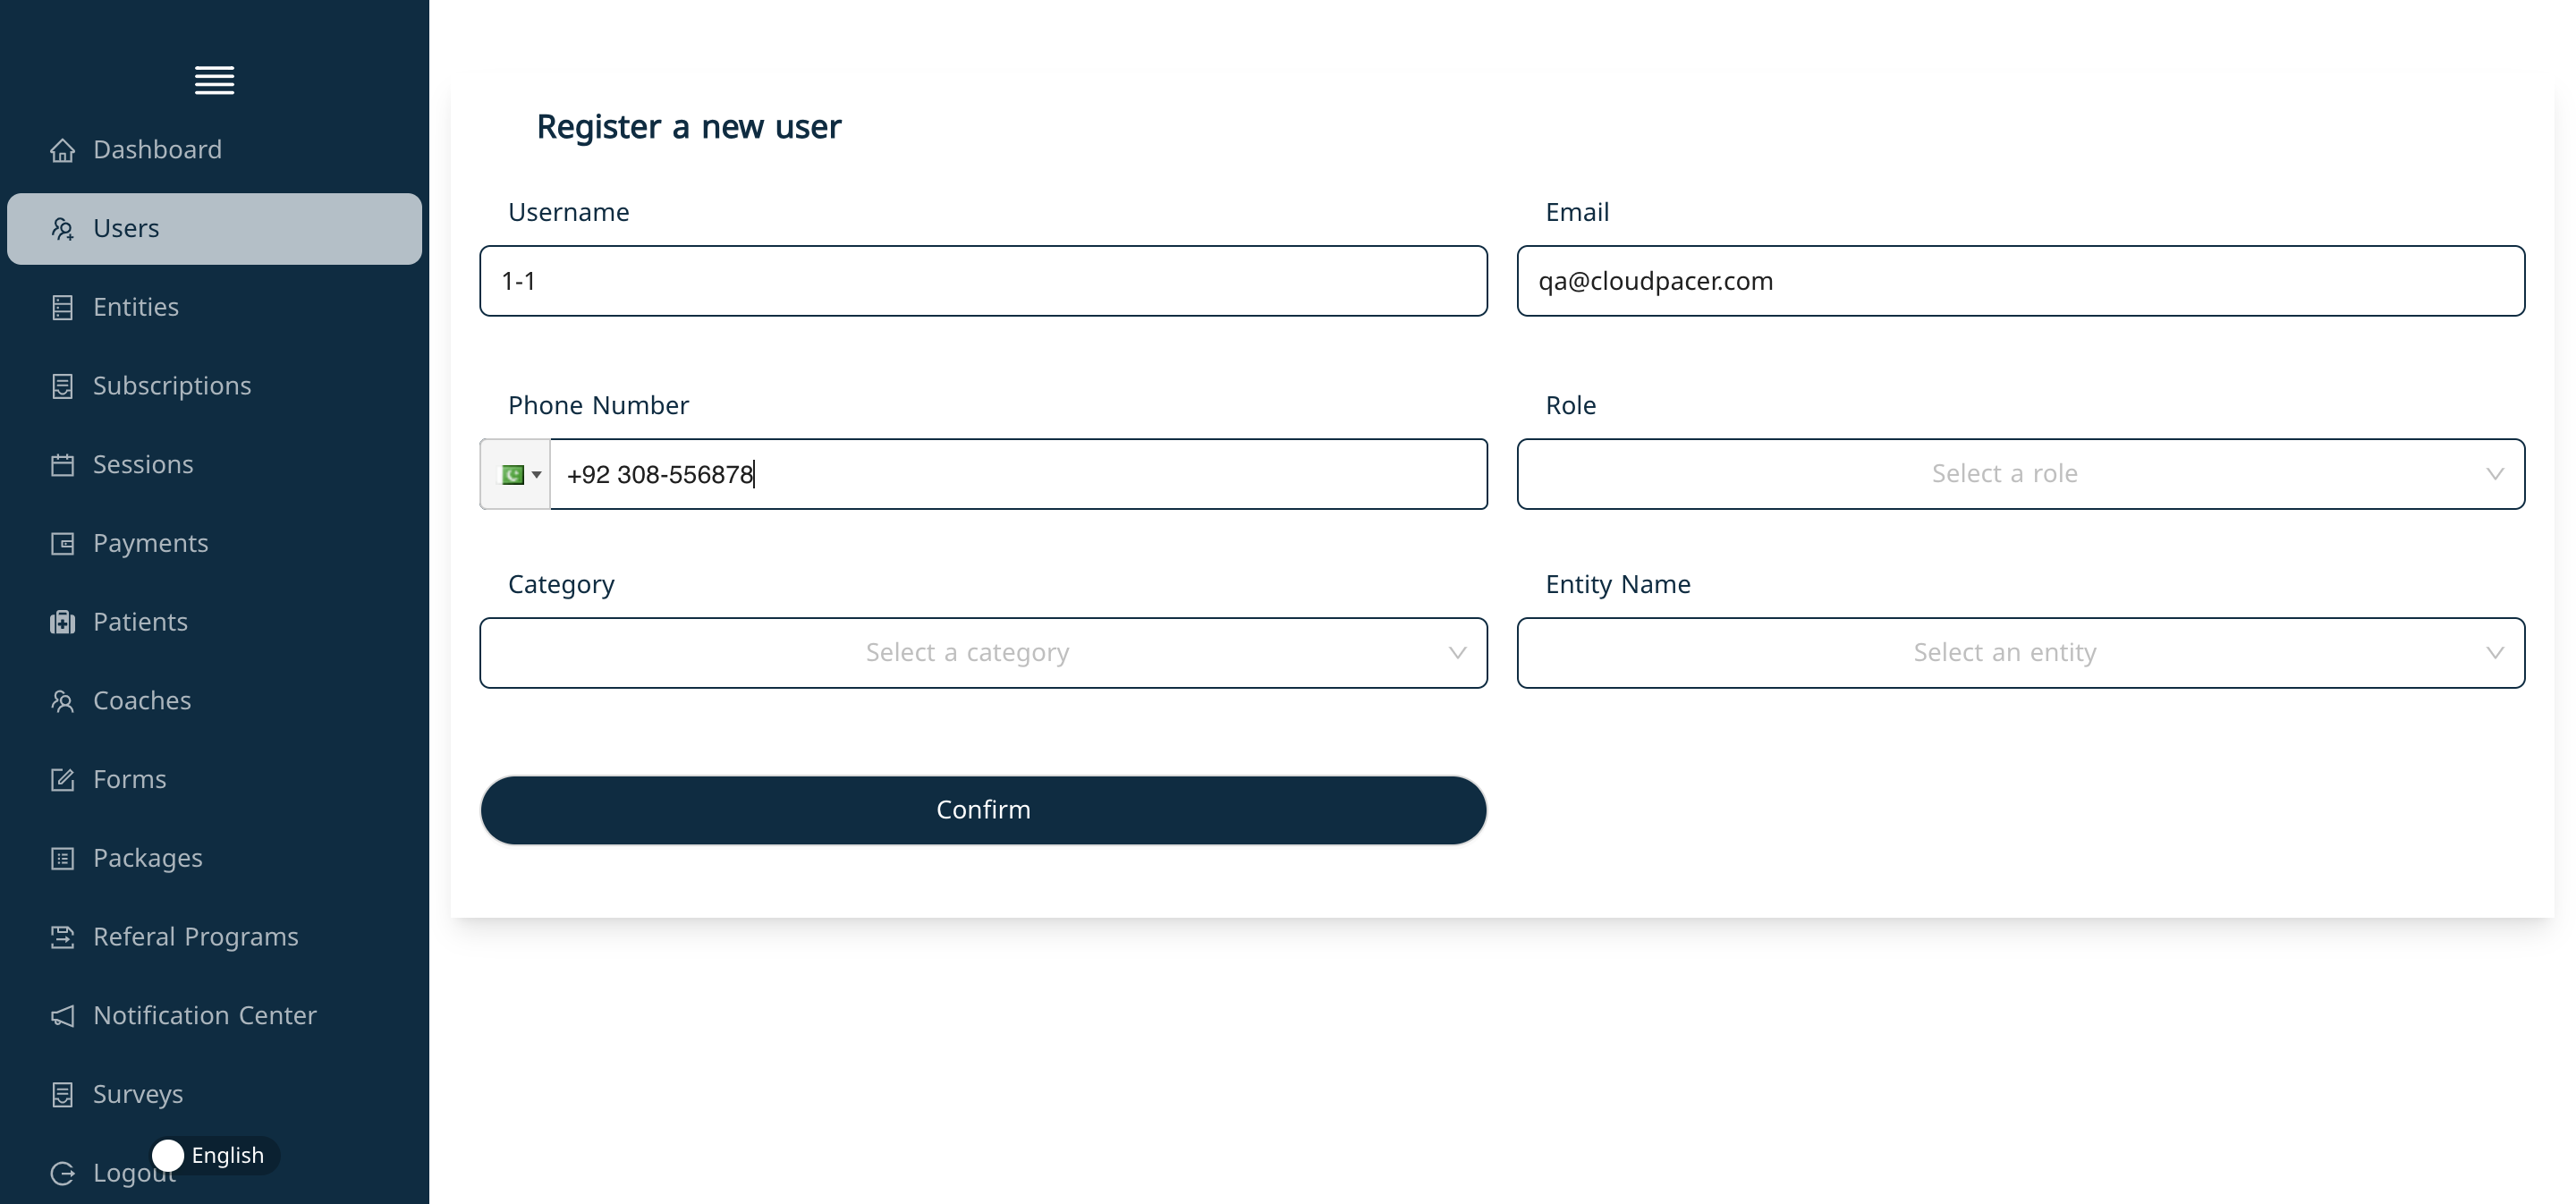 Dashboard
Users
Entities
Subscriptions
Sessions
Payments
Patients
Coaches
Forms
Packages
Referal Programs
Notification Center
Surveys
English
Logout
Register a new user
Username
Email
1-1
qa@cloudpacer.com
Phone Number
Role
+92 308-556878
Select a role
Category
Entity Name
Select a category
Select an entity
Confirm